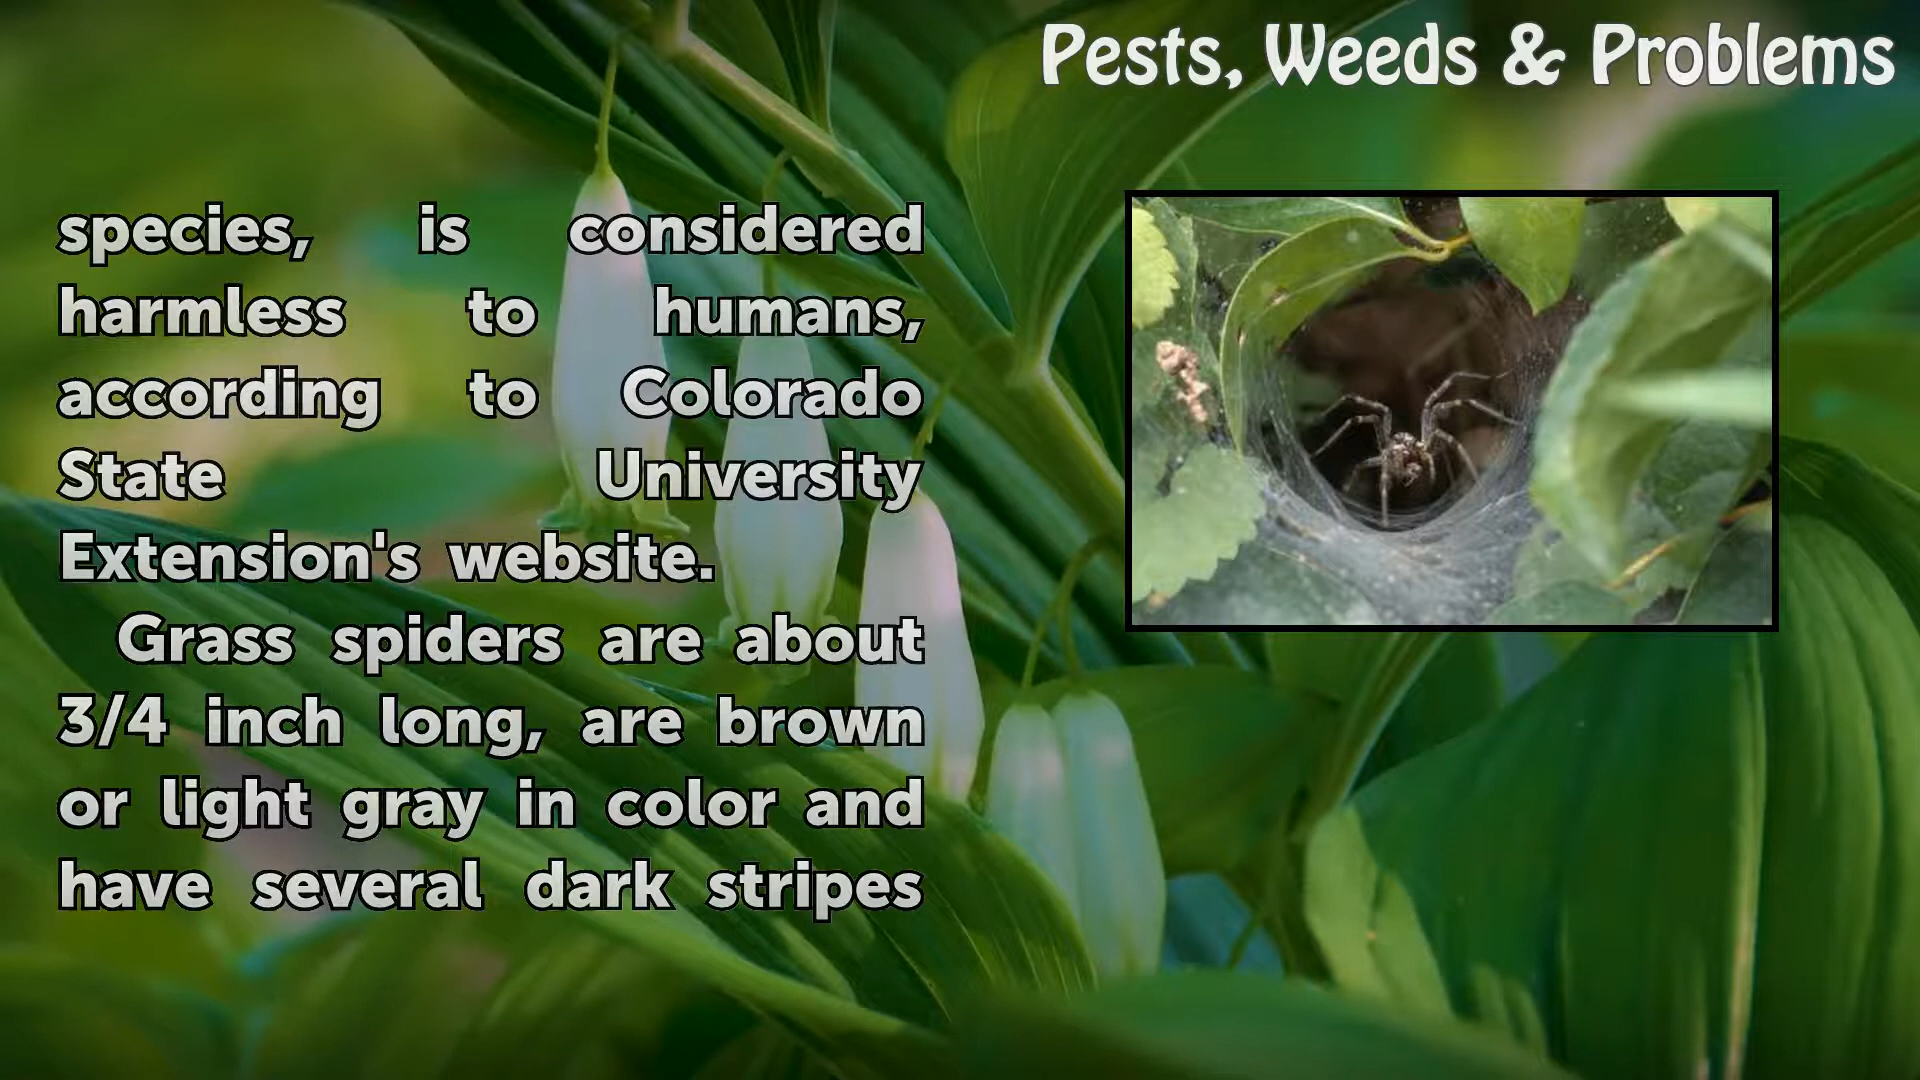 Pests, Weeds & Problems
species, is considered
harmless to humans,
according to Colorado
State University
Extension's website.
Grass spiders are about
3/4 inch long, are brown
or light gray in color and
have several dark stripes